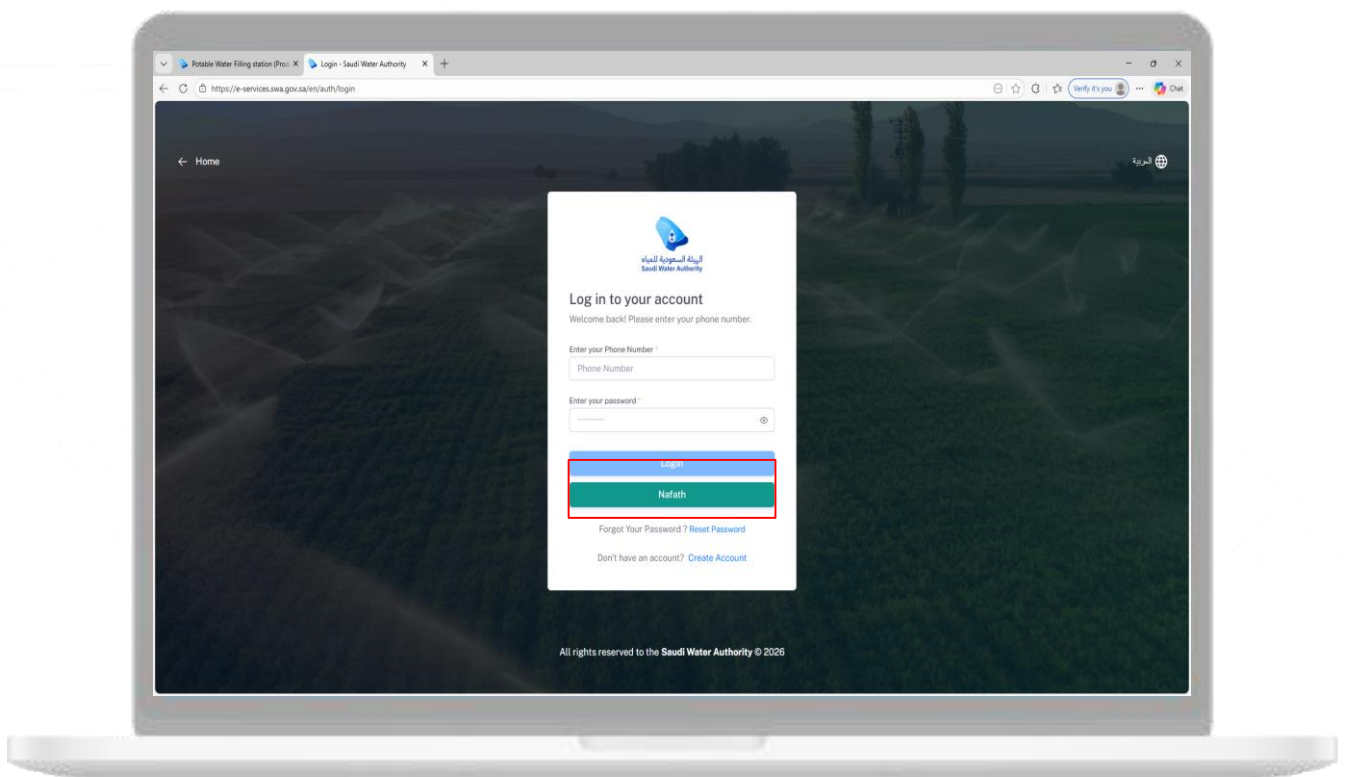 Potable Water Filling station (Proc
Login - Saudi Water Authority
https://e-services.swa.gov.sa/en/auth/login
Verify it's you
Chat
Home
العربية
الهيئة السعودية للمياه
Saudi Water Authority
Log in to your account
Welcome back! Please enter your phone number.
Enter your Phone Number *
Phone Number
Enter your password *
Login
Nafath
Forgot Your Password ? Reset Password
Don't have an account? Create Account
All rights reserved to the Saudi Water Authority © 2026